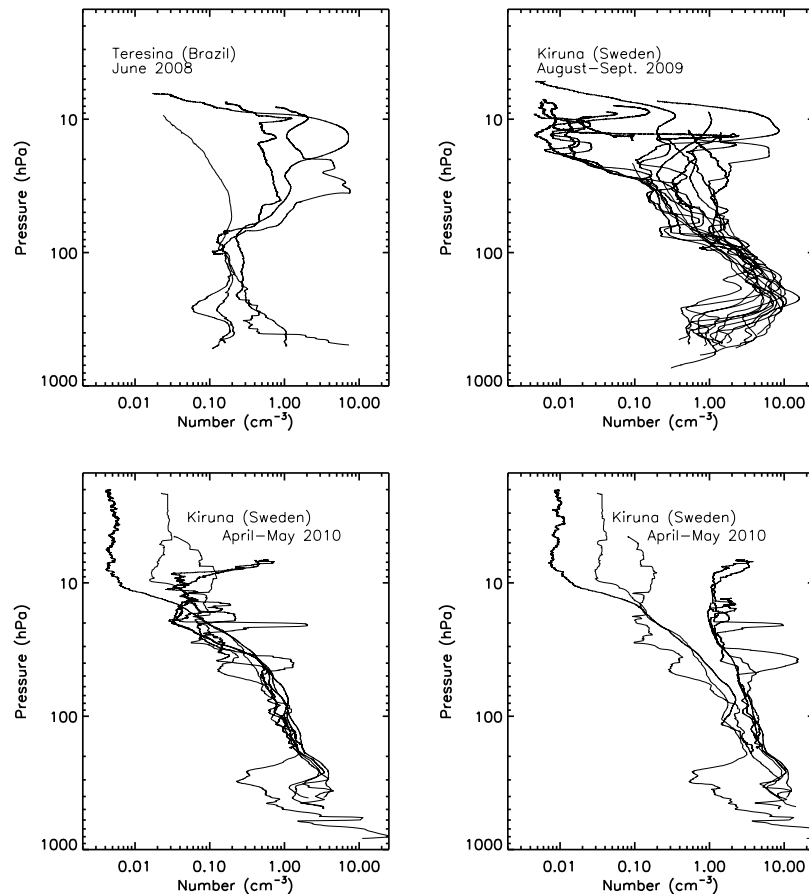 Teresina (Brazil)
June 2008
Pressure (hPa)
10
100
1000
0.01 0.10 1.00 10.00
Number (cm⁻³)
Kiruna (Sweden)
August-Sept. 2009
Pressure (hPa)
10
100
1000
0.01 0.10 1.00 10.00
Number (cm⁻³)
Kiruna (Sweden)
April-May 2010
Pressure (hPa)
10
100
1000
0.01 0.10 1.00 10.00
Number (cm⁻³)
Kiruna (Sweden)
April-May 2010
Pressure (hPa)
10
100
1000
0.01 0.10 1.00 10.00
Number (cm⁻³)